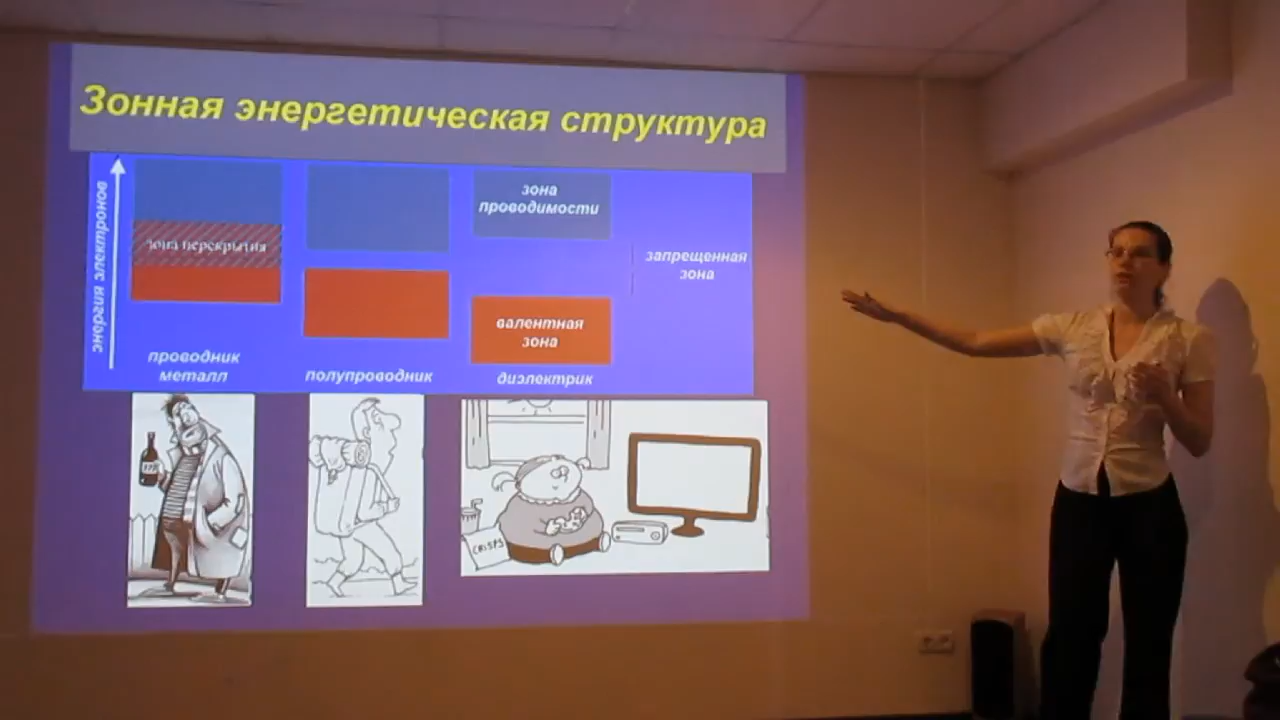 Зонная энергетическая структура
энергия электронов
зона перекрытия
зона
проводимости
запрещенная
зона
валентная
зона
проводник
металл
полупроводник
диэлектрик
CRISPS